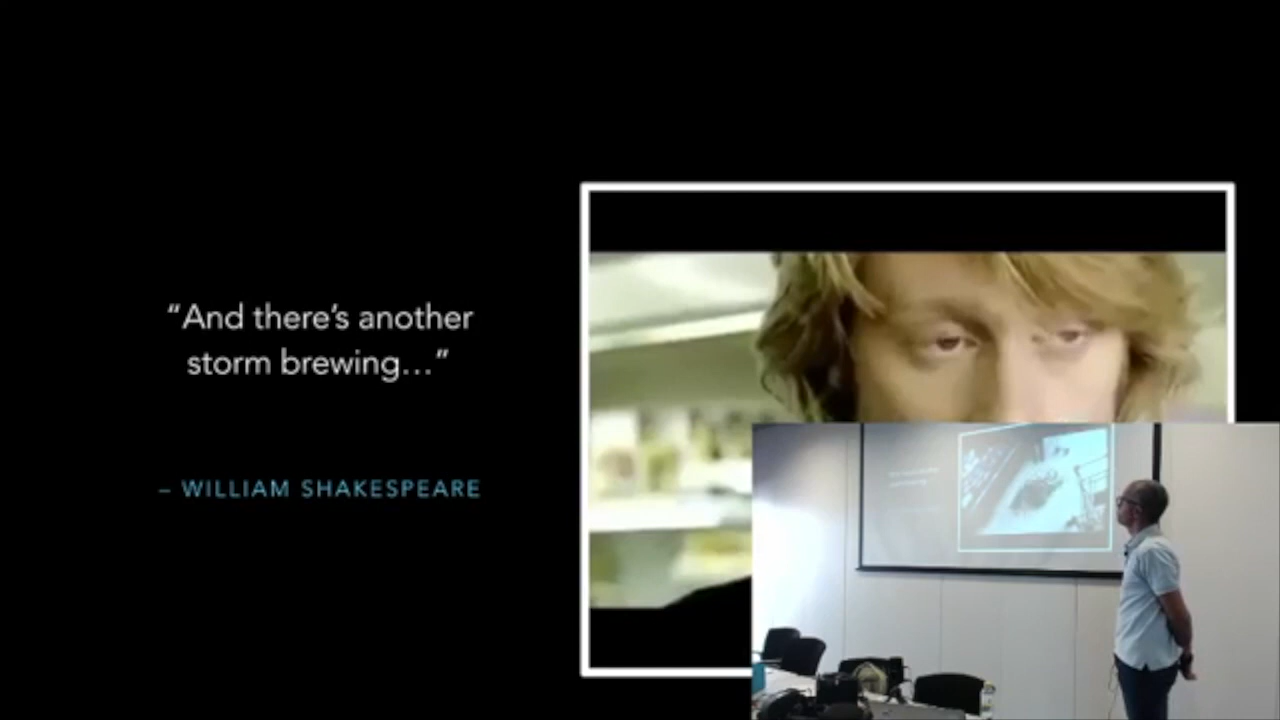 “And there’s another
storm brewing…”
– WILLIAM SHAKESPEARE